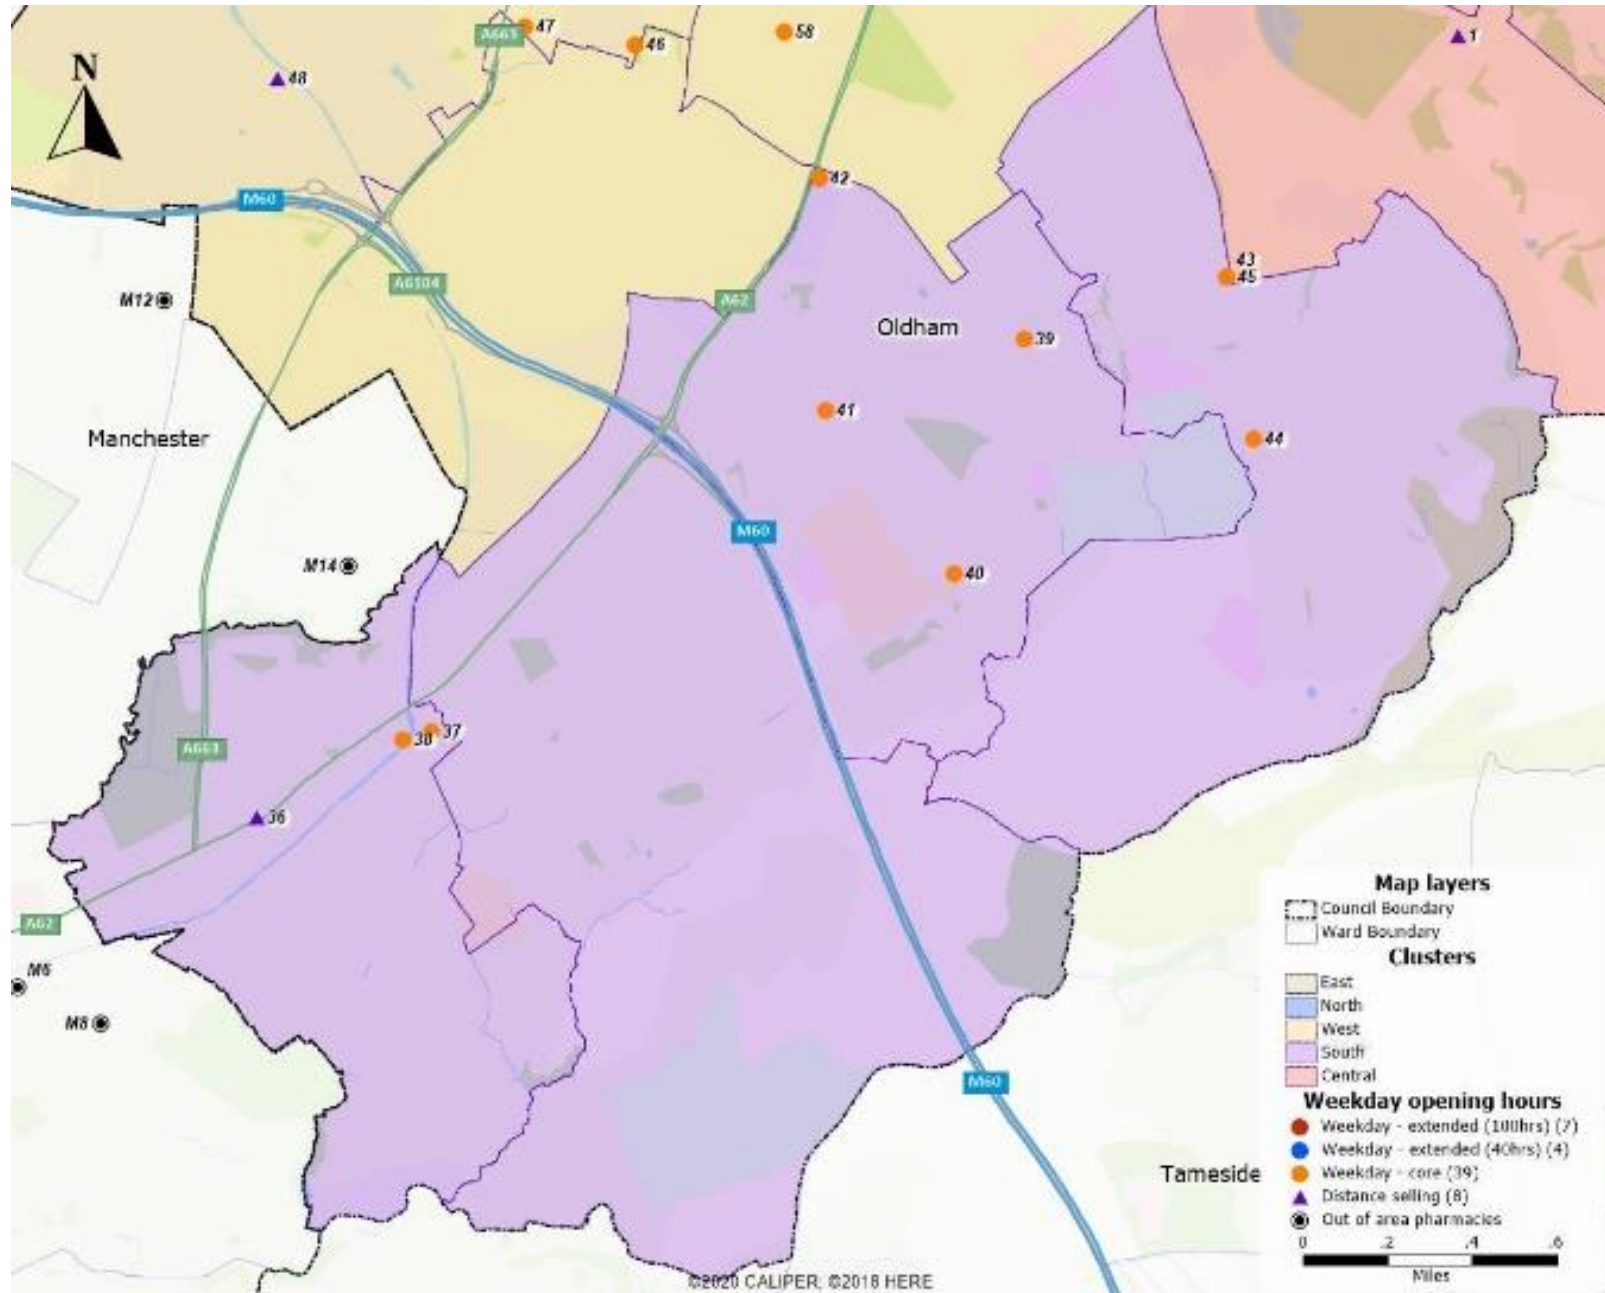 A663
47
46
58
1
48
N
42
M60
43
45
A6104
M12
A62
Oldham
39
41
Manchester
44
M60
M14
40
37
38
A663
36
Map layers
Council Boundary
A62
Ward Boundary
Clusters
M6
East
North
M8
West
South
Central
M60
Weekday opening hours
Weekday - extended (100hrs) (7)
Weekday - extended (40hrs) (4)
Tameside
Weekday - core (39)
Distance selling (8)
Out of area pharmacies
0 .2 .4 .6
Miles
©2020 CALIPER; ©2018 HERE